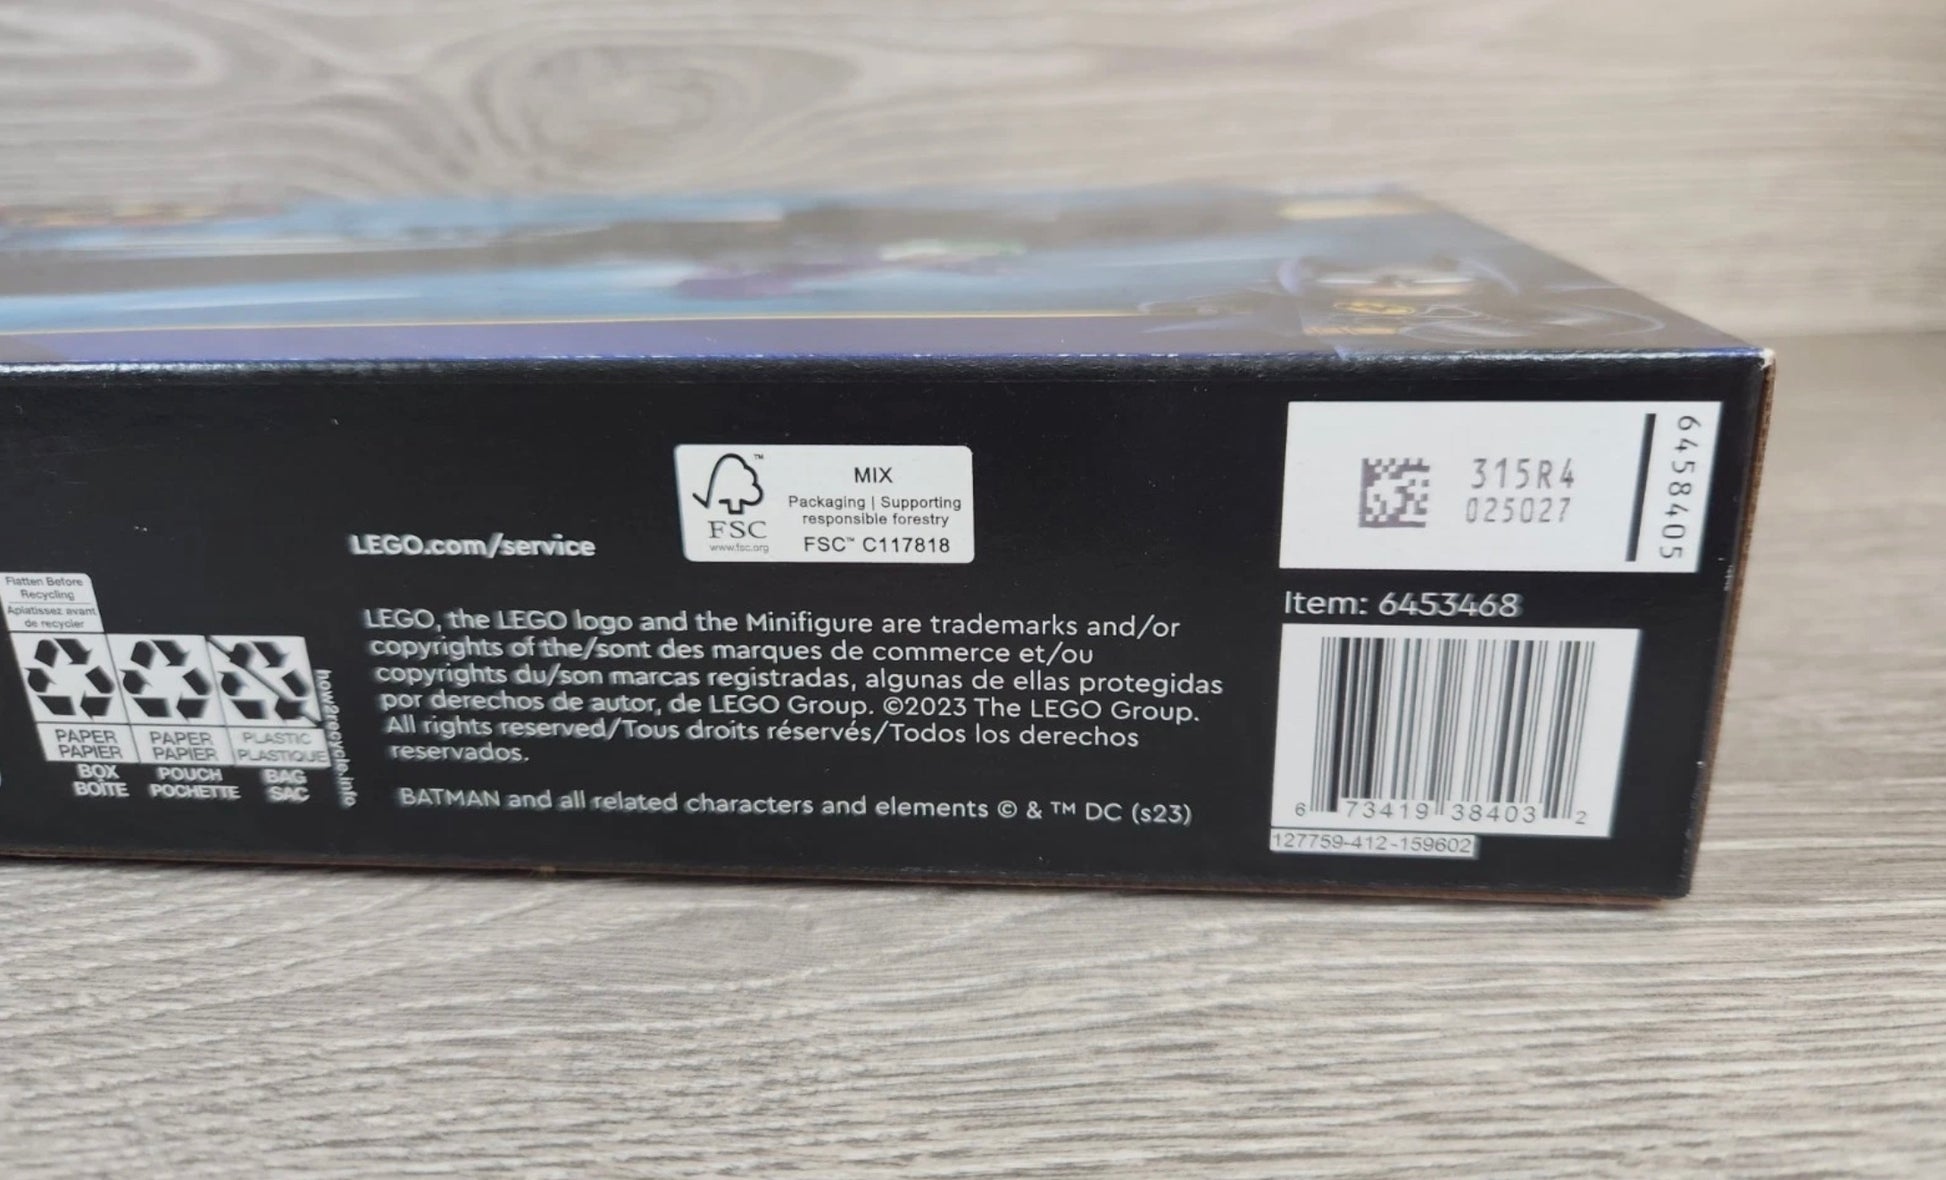 LEGO.com/service
FSC
™
www.fsc.org
MIX
Packaging | Supporting
responsible forestry
FSC™ C117818
315R4
025027
6458405
Item: 6453468
6 73419 38403 2
127759-412-159602
Flatten Before
Recycling
Aplatissez avant
de recycler
PAPER
PAPIER
BOX
BOÎTE
PAPER
PAPIER
POUCH
POCHETTE
PLASTIC
PLASTIQUE
BAG
SAC
how2recycle.info
LEGO, the LEGO logo and the Minifigure are trademarks and/or
copyrights of the/sont des marques de commerce et/ou
copyrights du/son marcas registradas, algunas de ellas protegidas
por derechos de autor, de LEGO Group. ©2023 The LEGO Group.
All rights reserved/Tous droits réservés/Todos los derechos
reservados.
BATMAN and all related characters and elements © & ™ DC (s23)